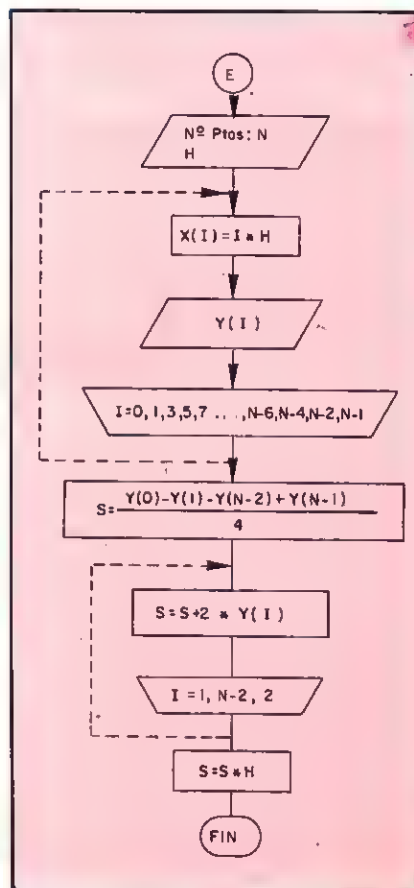 E
Nº Ptos: N
H
X(I)=I*H
Y(I)
I=0,1,3,5,7...,N-6,N-4,N-2,N-1
S=Y(0)-Y(1)-Y(N-2)+Y(N-1)
4
S=S+2*Y(I)
I=1,N-2,2
S=S*H
FIN